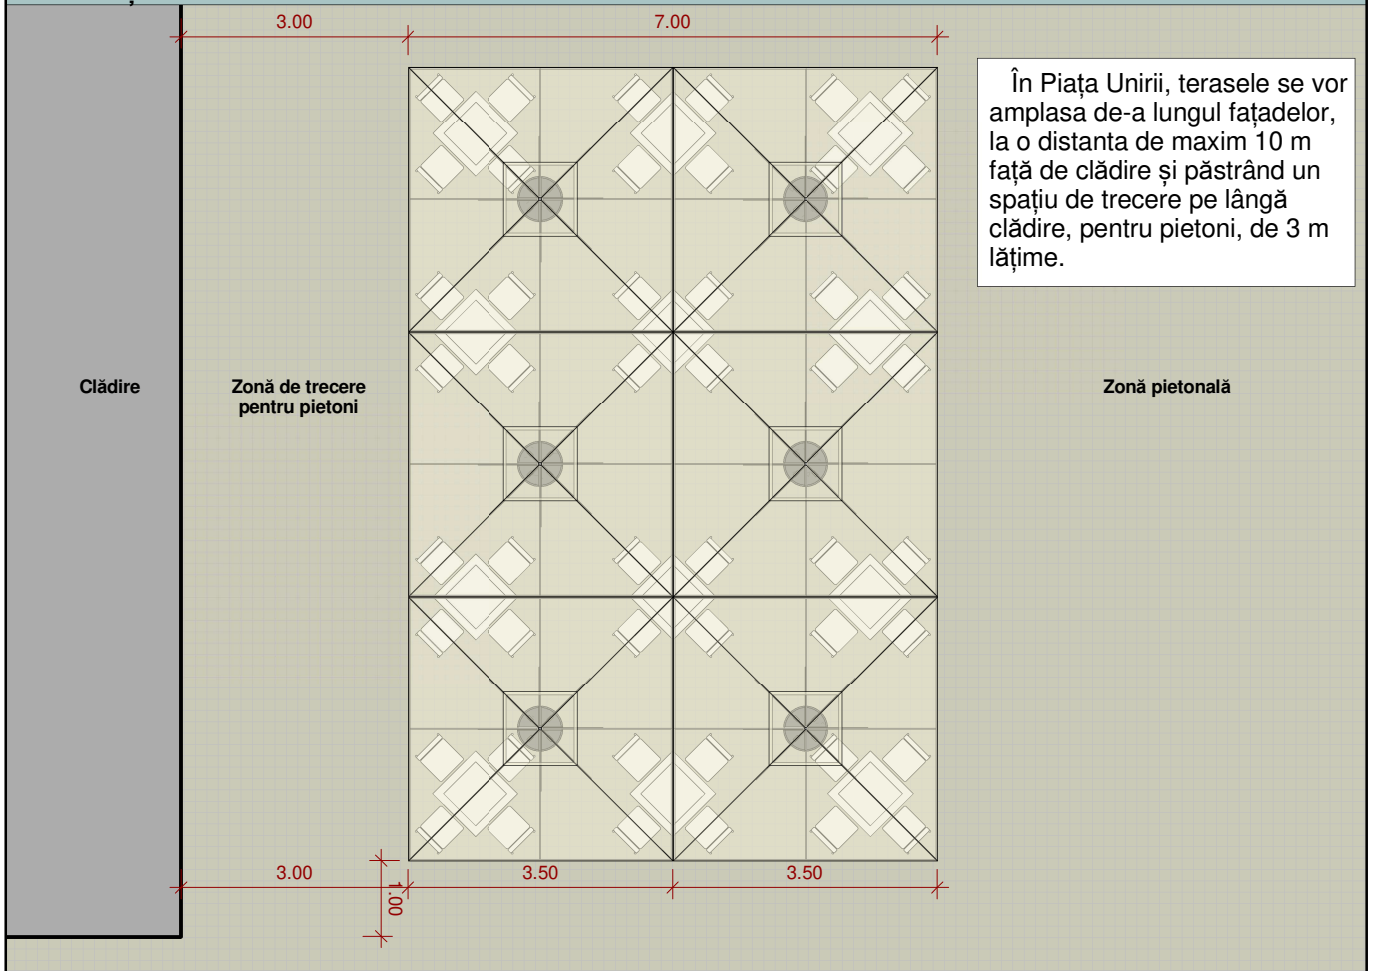 3.00
7.00
În Piața Unirii, terasele se vor
amplasa de-a lungul fațadelor,
la o distanta de maxim 10 m
față de clădire și păstrând un
spațiu de trecere pe lângă
clădire, pentru pietoni, de 3 m
lățime.
Clădire
Zonă de trecere
pentru pietoni
Zonă pietonală
3.00
1.00
3.50
3.50